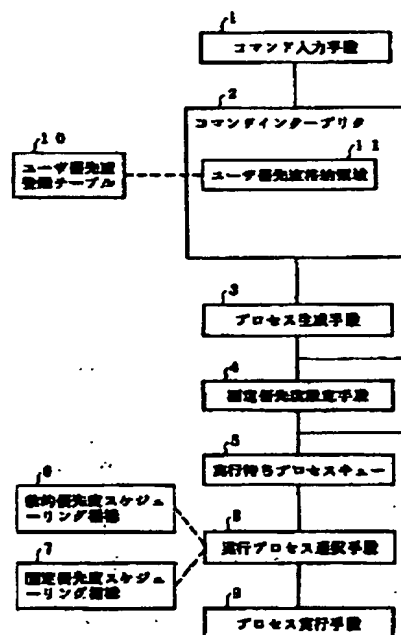 1
コマンド入力手段
2
コマンドインタープリタ
10
11
ユーザ優先度
登録テーブル
ユーザ優先度格納領域
3
プロセス生成手段
4
固定優先度設定手段
5
実行待ちプロセスキュー
6
動的優先度スケジュ
ーリング機構
8
実行プロセス選択手段
7
固定優先度スケジュ
ーリング機構
9
プロセス実行手段